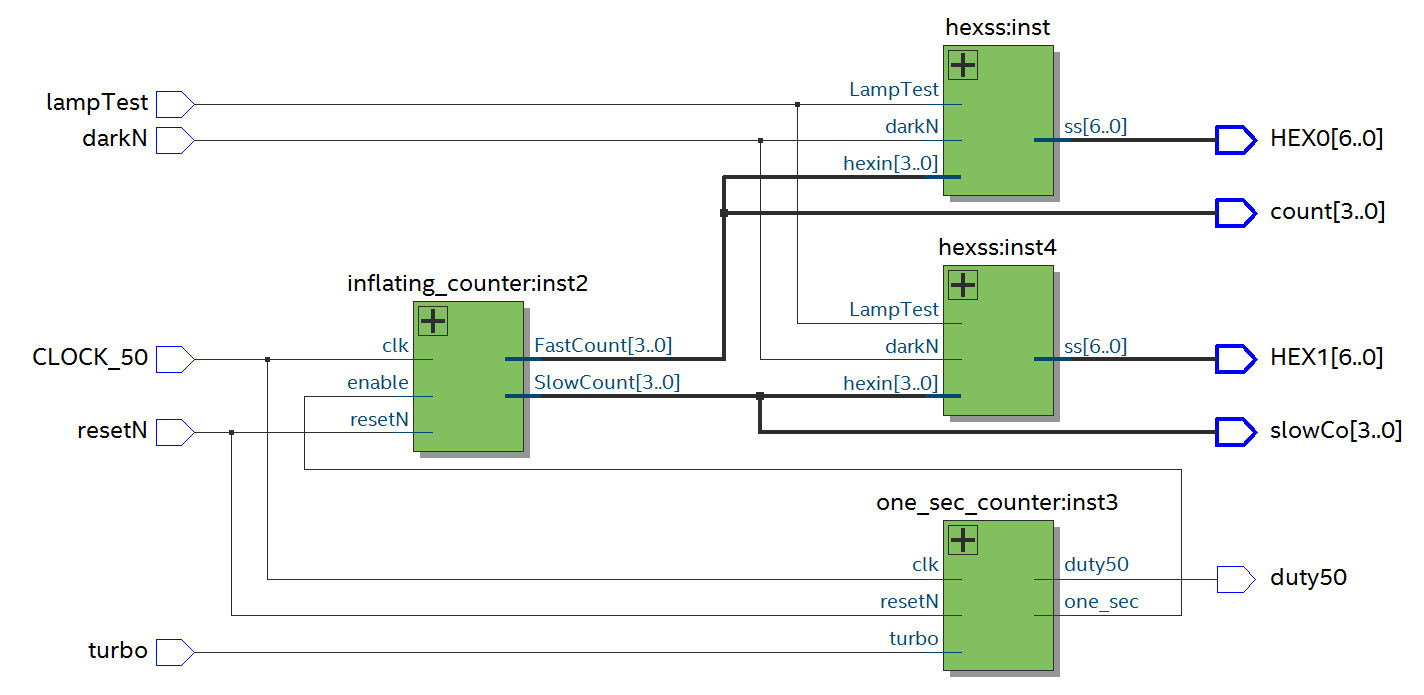 hexss:inst
lampTest
LampTest
darkN
darkN
ss[6..0]
HEX0[6..0]
hexin[3..0]
count[3..0]
hexss:inst4
inflating_counter:inst2
LampTest
CLOCK_50
clk
FastCount[3..0]
darkN
ss[6..0]
HEX1[6..0]
enable
SlowCount[3..0]
hexin[3..0]
resetN
resetN
slowCo[3..0]
one_sec_counter:inst3
clk
duty50
duty50
resetN
one_sec
turbo
turbo